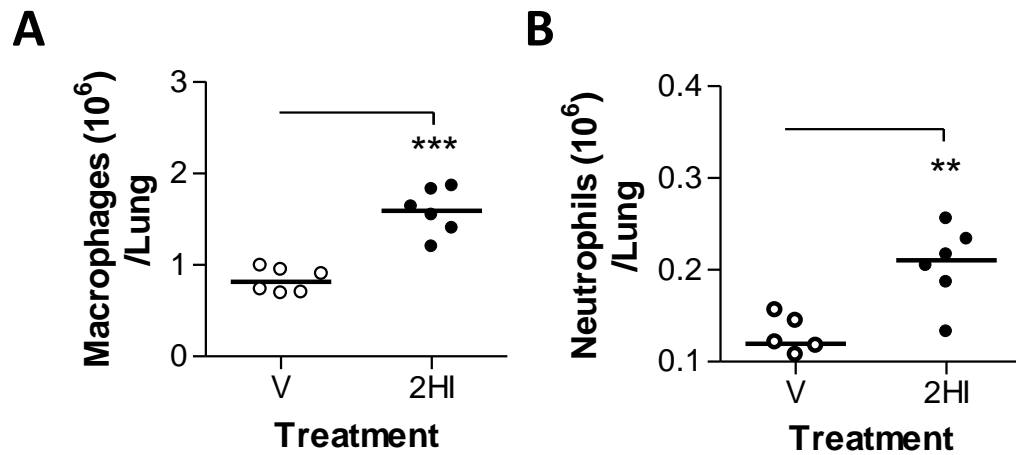 A
B
Macrophages (10⁶)
/Lung
3
2
1
0
***
V
2HI
Treatment
Neutrophils (10⁶)
/Lung
0.4
0.3
0.2
0.1
**
V
2HI
Treatment